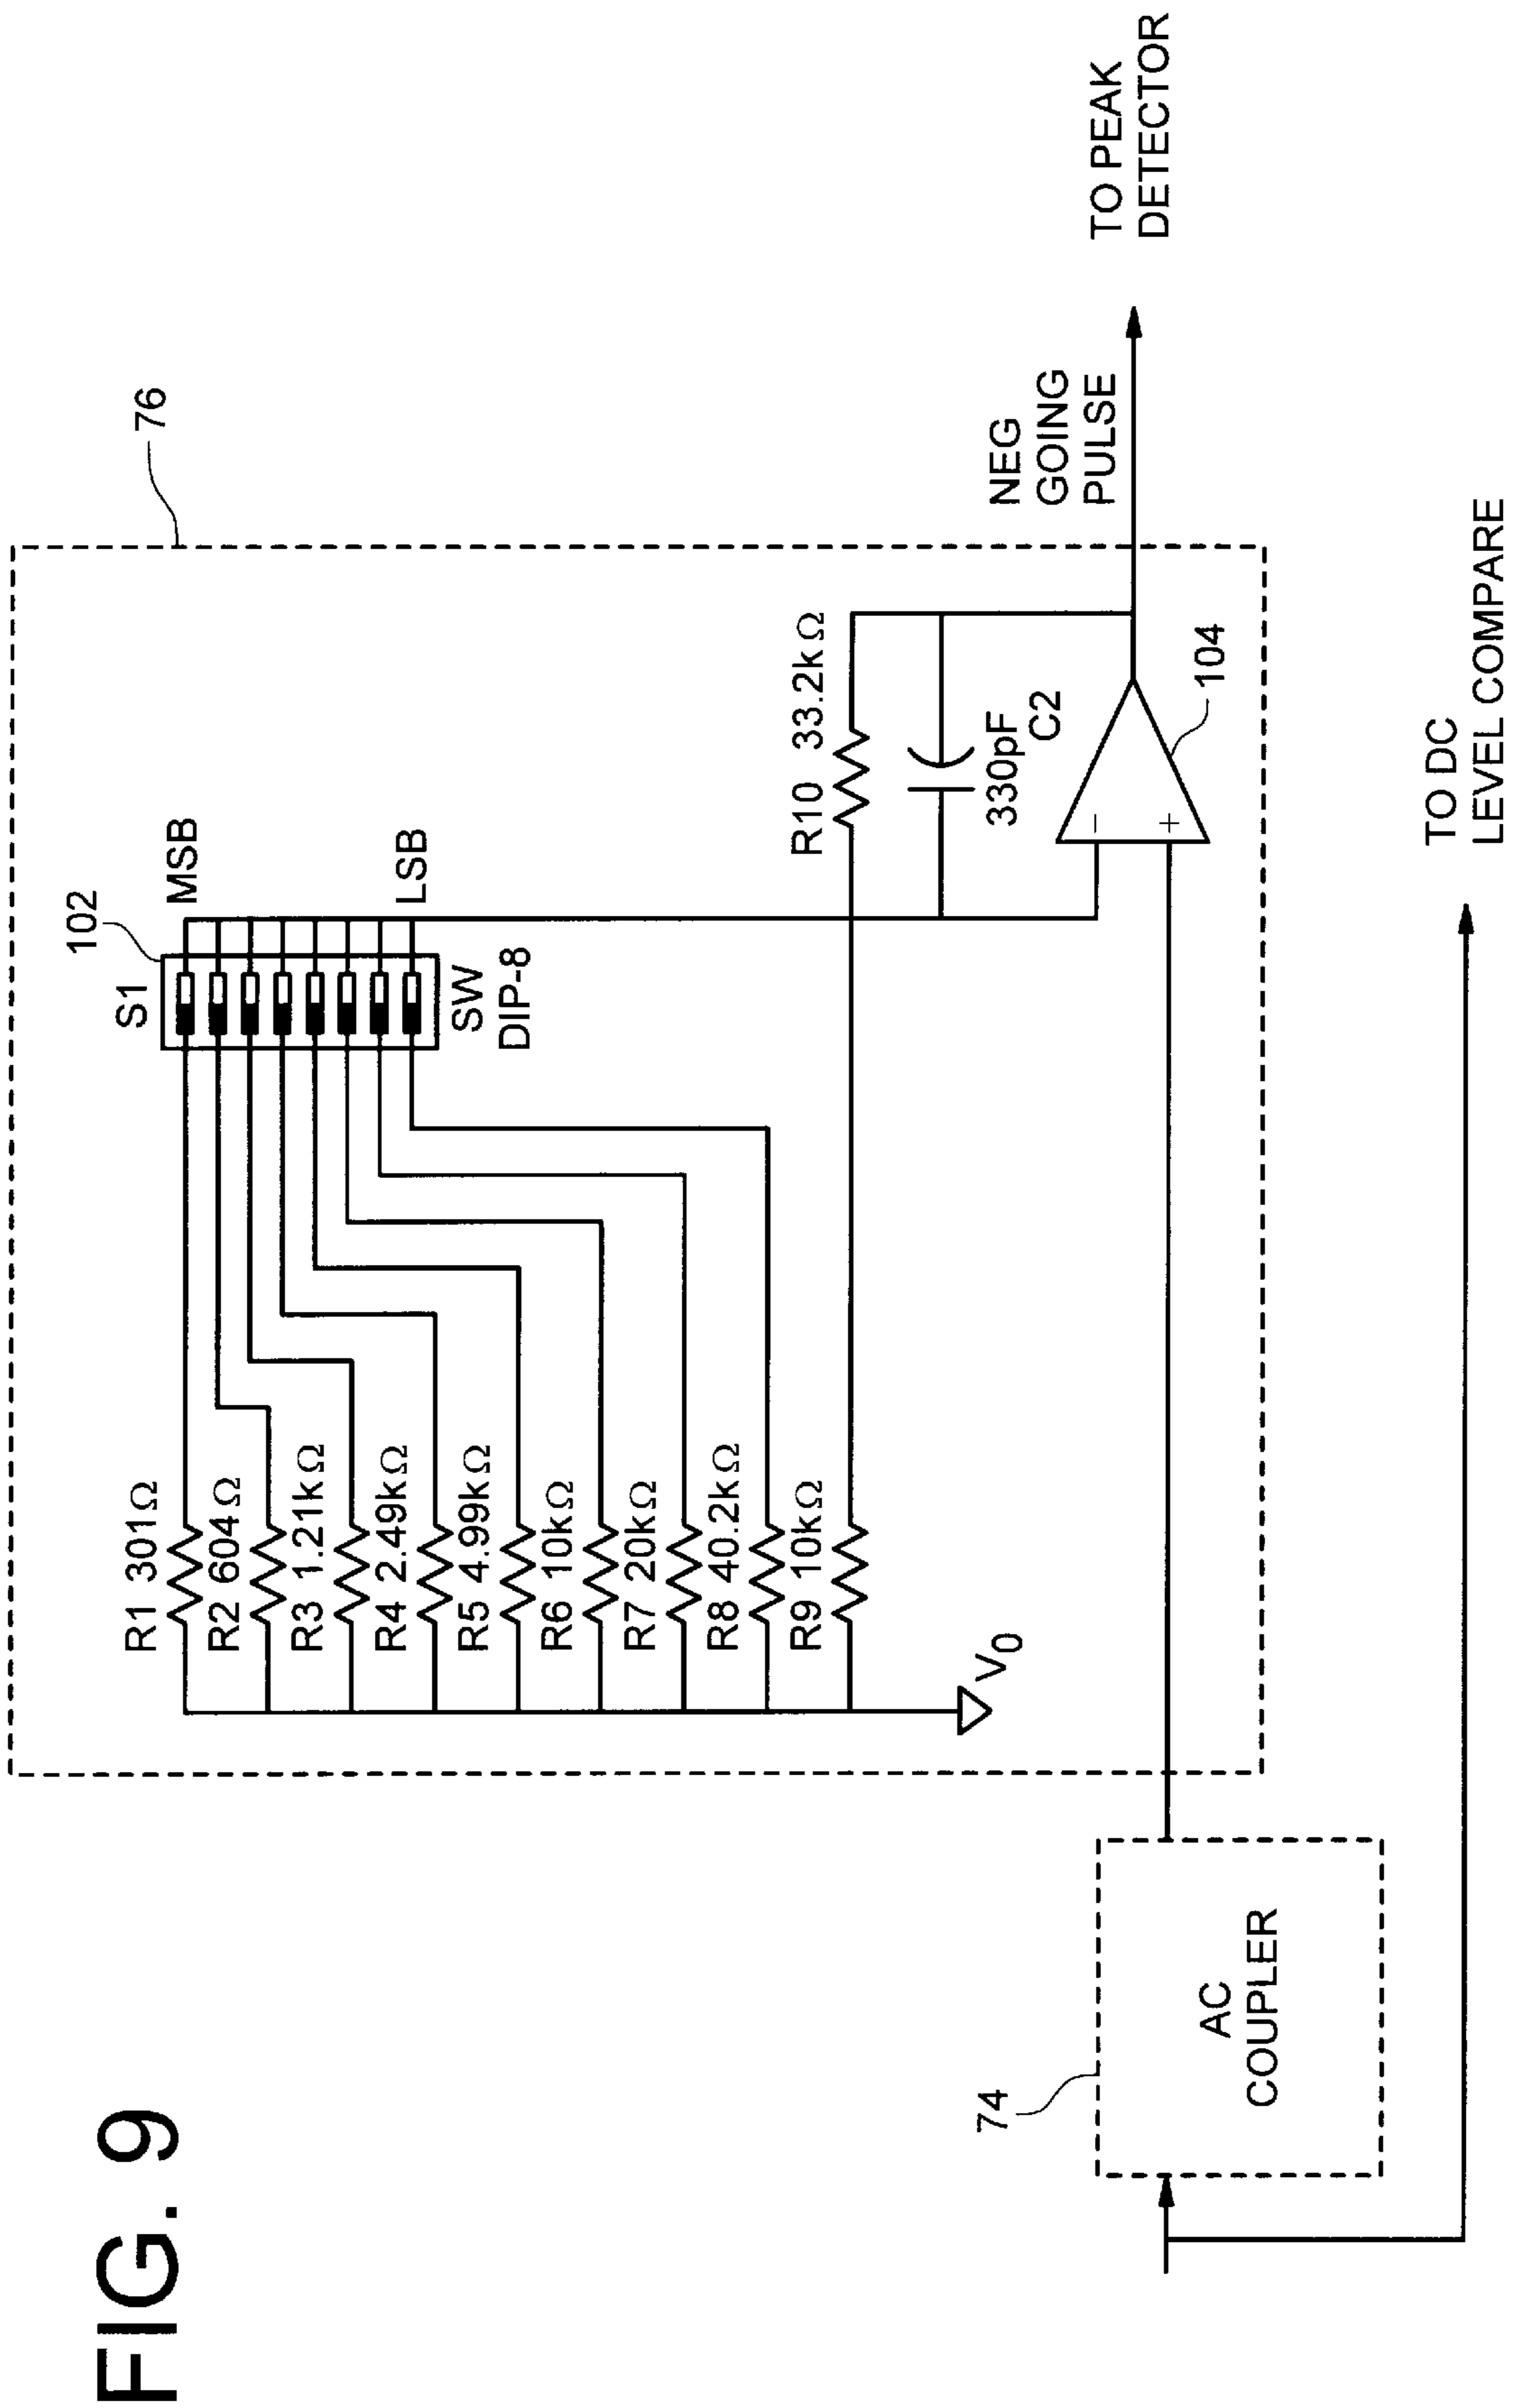 FIG. 9
76
102
S1
MSB
LSB
SW
DIP-8
R1 301Ω
R2 604Ω
R3 1.21kΩ
R4 2.49kΩ
R5 4.99kΩ
R6 10kΩ
R7 20kΩ
R8 40.2kΩ
R9 10kΩ
V0
R10 33.2kΩ
330pF
C2
-
+
104
NEG
GOING
PULSE
TO PEAK
DETECTOR
74
AC
COUPLER
TO DC
LEVEL COMPARE